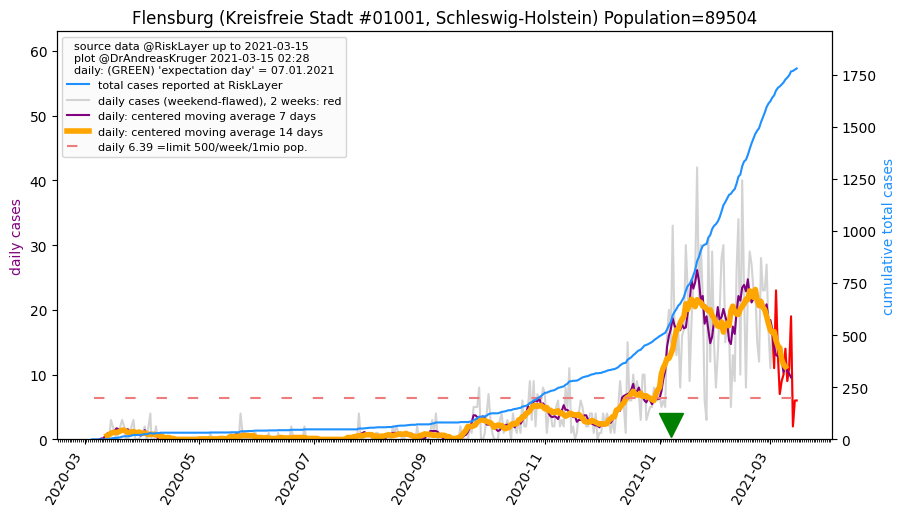 Flensburg (Kreisfreie Stadt #01001, Schleswig-Holstein) Population=89504
source data @RiskLayer up to 2021-03-15
plot @DrAndreasKruger 2021-03-15 02:28
daily: (GREEN) 'expectation day' = 07.01.2021
total cases reported at RiskLayer
daily cases (weekend-flawed), 2 weeks: red
daily: centered moving average 7 days
daily: centered moving average 14 days
daily 6.39 =limit 500/week/1mio pop.
daily cases
60
50
40
30
20
10
0
cumulative total cases
1750
1500
1250
1000
750
500
250
0
2020-03
2020-05
2020-07
2020-09
2020-11
2021-01
2021-03